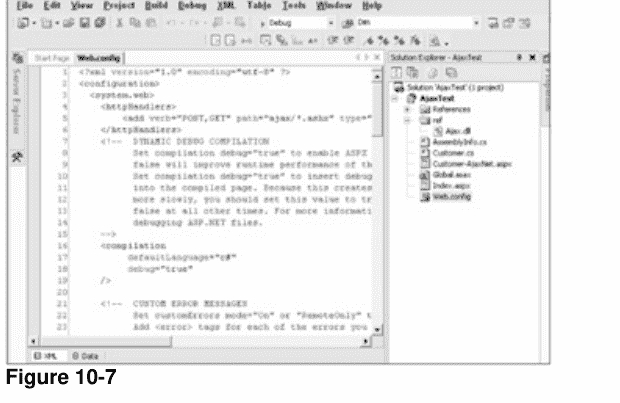 File Edit View Project Build Debug XML Table Tools Window Help
Debug
Start Page Web.config
Solution Explorer - AjaxTest
Server Explorer
1 <?xml version="1.0" encoding="utf-8" ?>
2 <configuration>
3 <system.web>
4 <httpHandlers>
5 <add verb="POST,GET" path="ajax/*.ashx" type="
6 </httpHandlers>
7 <!-- DYNAMIC DEBUG COMPILATION
8 Set compilation debug="true" to enable ASPX
9 false will improve runtime performance of th
10 Set compilation debug="true" to insert debug
11 into the compiled page. Because this creates
12 more slowly, you should set this value to tr
13 false at all other times. For more informati
14 debugging ASP.NET files.
15 -->
16 <compilation
17 defaultLanguage="c#"
18 debug="true"
19 />
20
21 <!-- CUSTOM ERROR MESSAGES
22 Set customErrors mode="On" or "RemoteOnly" t
23 Add <error> tags for each of the errors you
XML Data
Solution 'AjaxTest' (1 project)
AjaxTest
References
ref
Ajax.dll
AssemblyInfo.cs
Customer.cs
Customer-AjaxNet.aspx
Global.asax
Index.aspx
Web.config
Figure 10-7